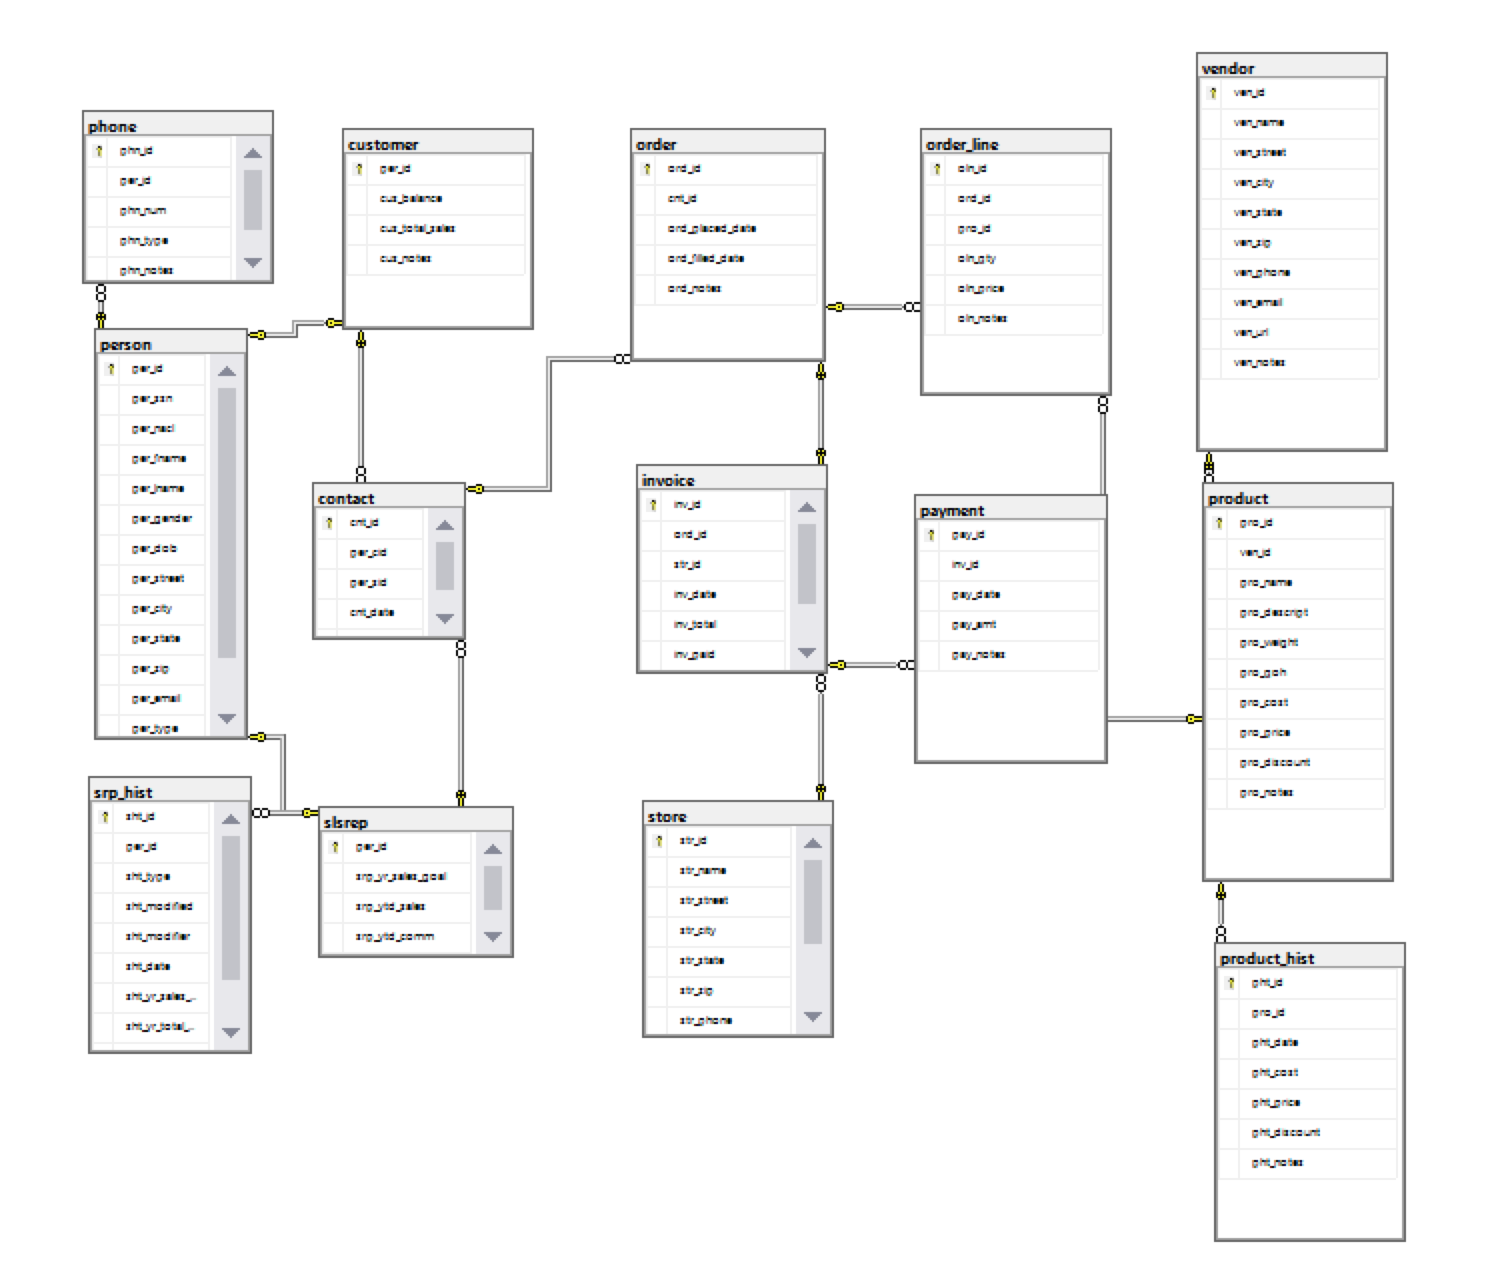 phone
phn_id
per_id
phn_num
phn_type
phn_notes
customer
per_id
cus_balance
cus_total_sales
cus_notes
order
ord_id
cnt_id
ord_placed_date
ord_filled_date
ord_notes
order_line
oln_id
ord_id
pro_id
oln_qty
oln_price
oln_notes
vendor
ven_id
ven_name
ven_street
ven_city
ven_state
ven_zip
ven_phone
ven_email
ven_url
ven_notes
person
per_id
per_ssn
per_fname
per_lname
per_gender
per_dob
per_street
per_city
per_state
per_zip
per_email
per_type
contact
cnt_id
per_cid
per_sid
cnt_date
invoice
inv_id
ord_id
str_id
inv_date
inv_total
inv_paid
payment
pay_id
inv_id
pay_date
pay_amt
pay_notes
product
pro_id
ven_id
pro_name
pro_descript
pro_weight
pro_qoh
pro_cost
pro_price
pro_discount
pro_notes
srp_hist
sht_id
per_id
sht_type
sht_modified
sht_modifier
sht_date
sht_yr_sales_...
sht_yr_total_...
slsrep
per_id
srp_yr_sales_goal
srp_ytd_sales
srp_ytd_comm
store
str_id
str_name
str_street
str_city
str_state
str_zip
str_phone
product_hist
pht_id
pro_id
pht_date
pht_cost
pht_price
pht_discount
pht_notes